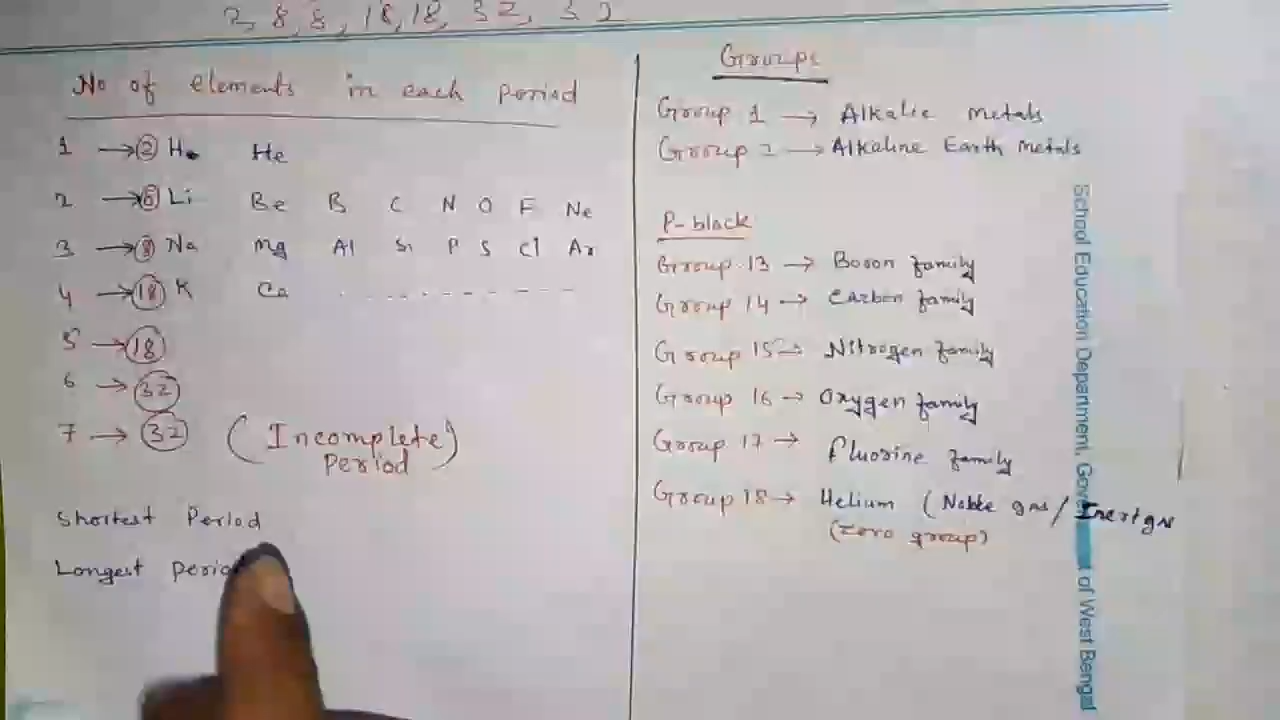 2, 8, 8, 18, 18, 32, 32
No of elements in each period
1 → 2 H He
2 → 8 Li Be B C N O F Ne
3 → 8 Na Mg Al Si P S Cl Ar
4 → 18 K Ca - - - - - - - - - -
5 → 18
6 → 32
7 → 32 (Incomplete Period)
Shortest Period
Longest period
Groups
Group 1 → Alkalie metals
Group 2 → Alkaline Earth metals
P-block
Group 13 → Boron family
Group 14 → Carbon family
Group 15 → Nitrogen family
Group 16 → Oxygen family
Group 17 → Fluorine family
Group 18 → Helium (Noble gas / Inert gas
(Zero group)
School Education Department, Gove of West Bengal